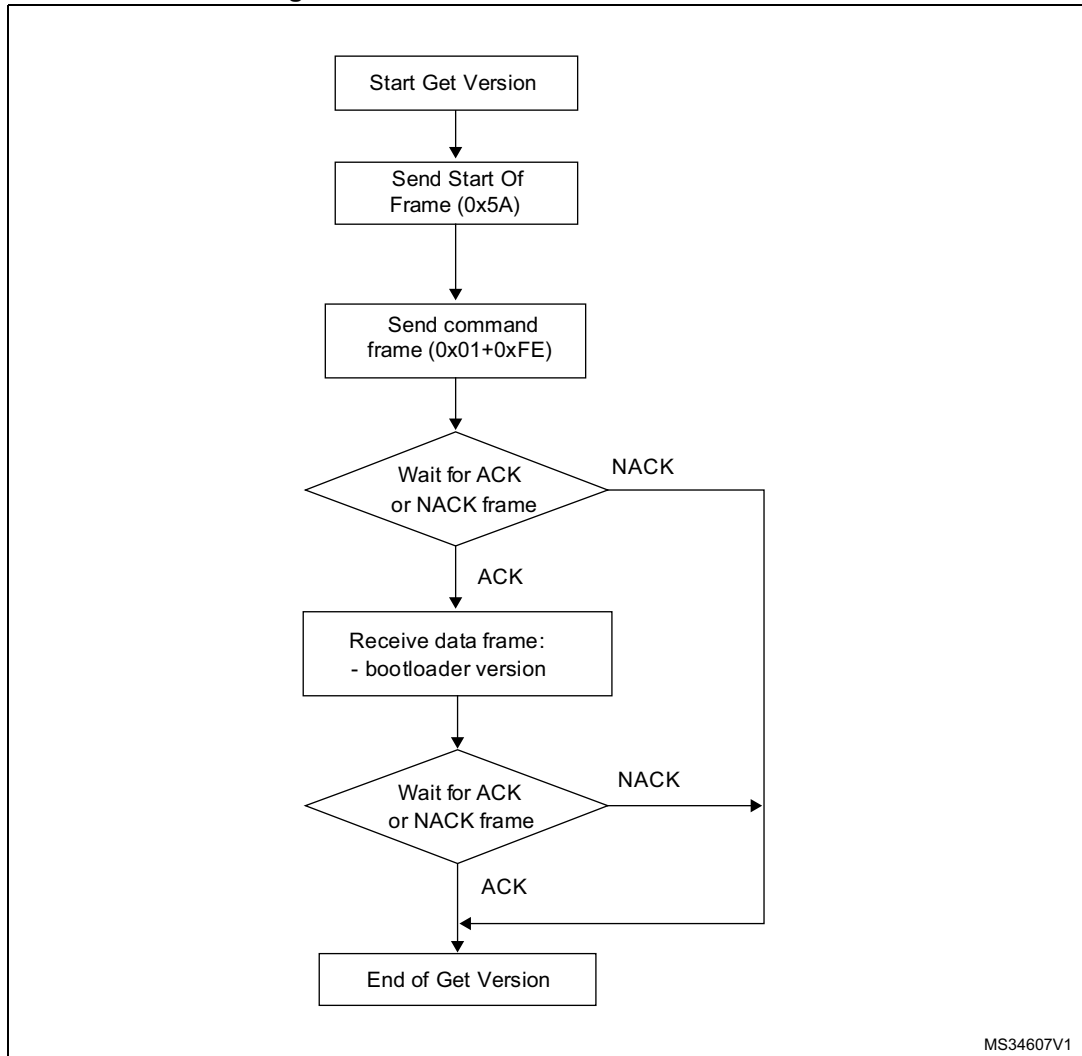 Start Get Version
Send Start Of
Frame (0x5A)
Send command
frame (0x01+0xFE)
Wait for ACK
or NACK frame
NACK
ACK
Receive data frame:
- bootloader version
Wait for ACK
or NACK frame
NACK
ACK
End of Get Version
MS34607V1